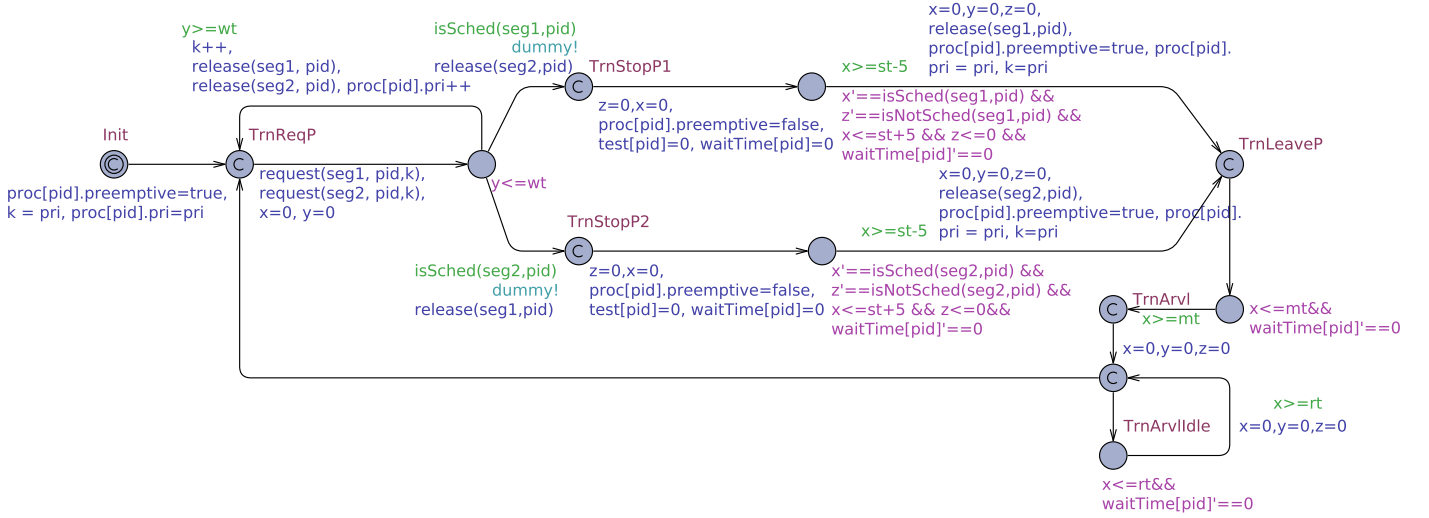 y>=wt
k++,
release(seg1, pid),
release(seg2, pid), proc[pid].pri++
isSched(seg1,pid)
dummy!
release(seg2,pid)
TrnStopP1
z=0,x=0,
proc[pid].preemptive=false,
test[pid]=0, waitTime[pid]=0
x>=st-5
x=0,y=0,z=0,
release(seg1,pid),
proc[pid].preemptive=true, proc[pid].
pri = pri, k=pri
x'==isSched(seg1,pid) &&
z'==isNotSched(seg1,pid) &&
x<=st+5 && z<=0 &&
waitTime[pid]'==0
Init
C
proc[pid].preemptive=true,
k = pri, proc[pid].pri=pri
TrnReqP
C
request(seg1, pid,k),
request(seg2, pid,k),
x=0, y=0
y<=wt
C
TrnLeaveP
C
x=0,y=0,z=0,
release(seg2,pid),
proc[pid].preemptive=true, proc[pid].
pri = pri, k=pri
x>=st-5
TrnStopP2
C
isSched(seg2,pid)
dummy!
release(seg1,pid)
z=0,x=0,
proc[pid].preemptive=false,
test[pid]=0, waitTime[pid]=0
x'==isSched(seg2,pid) &&
z'==isNotSched(seg2,pid) &&
x<=st+5 && z<=0&&
waitTime[pid]'==0
TrnArvl
C
x>=mt
x<=mt&&
waitTime[pid]'==0
x=0,y=0,z=0
C
x>=rt
x=0,y=0,z=0
TrnArvlIdle
x<=rt&&
waitTime[pid]'==0